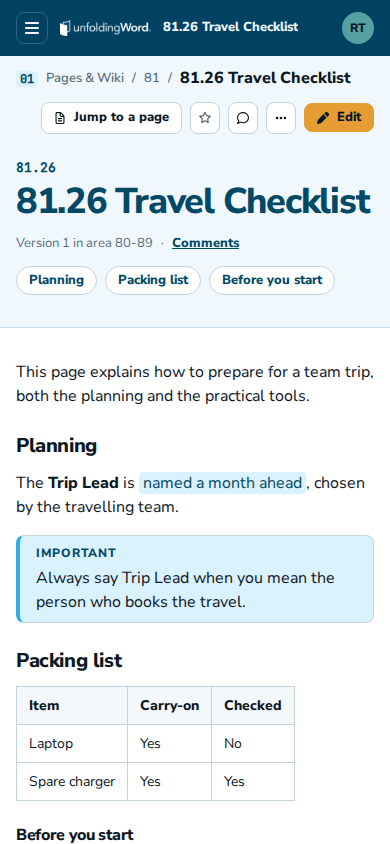 unfoldingWord. 81.26 Travel Checklist RT
01 Pages & Wiki / 81 / 81.26 Travel Checklist
Jump to a page Edit
81.26
81.26 Travel Checklist
Version 1 in area 80-89 · Comments
Planning Packing list Before you start
This page explains how to prepare for a team trip,
both the planning and the practical tools.
Planning
The Trip Lead is named a month ahead, chosen
by the travelling team.
IMPORTANT
Always say Trip Lead when you mean the
person who books the travel.
Packing list
Item Carry-on Checked
Laptop Yes No
Spare charger Yes Yes
Before you start